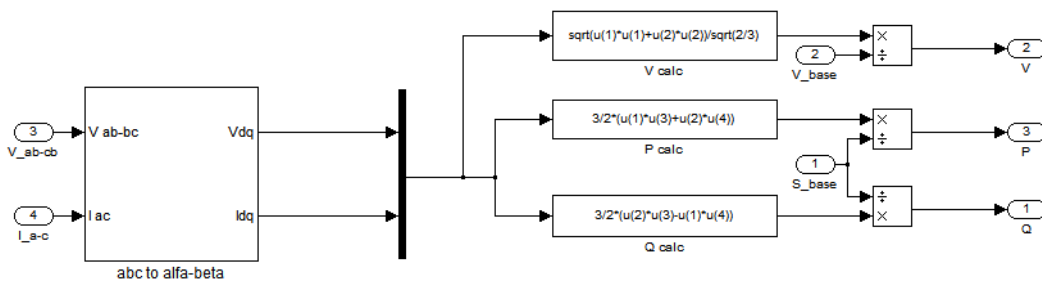 sqrt(u(1)*u(1)+u(2)*u(2))/sqrt(2/3)
V calc
2
V_base
×
÷
2
V
3
V_ab-cb
V ab-bc
Vdq
4
I_a-c
I ac
Idq
abc to alfa-beta
3/2*(u(1)*u(3)+u(2)*u(4))
P calc
×
÷
3
P
1
S_base
3/2*(u(2)*u(3)-u(1)*u(4))
Q calc
÷
×
1
Q